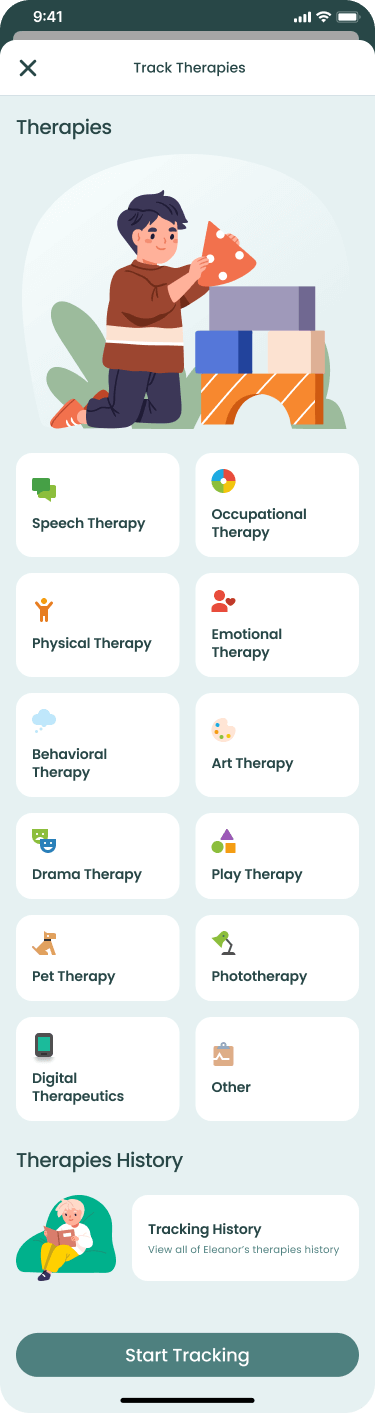 9:41
Track Therapies
Therapies
Speech Therapy
Occupational
Therapy
Physical Therapy
Emotional
Therapy
Behavioral
Therapy
Art Therapy
Drama Therapy
Play Therapy
Pet Therapy
Phototherapy
Digital
Therapeutics
Other
Therapies History
Tracking History
View all of Eleanor’s therapies history
Start Tracking